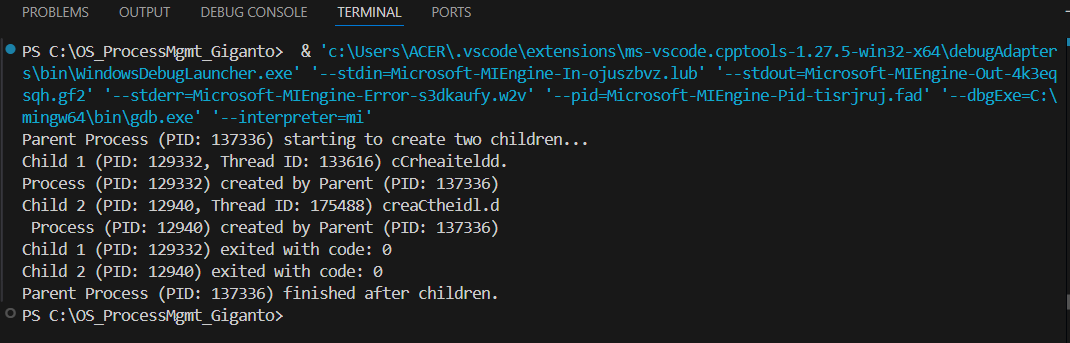 PROBLEMS OUTPUT DEBUG CONSOLE TERMINAL PORTS
PS C:\OS_ProcessMgmt_Giganto>  & 'c:\Users\ACER\.vscode\extensions\ms-vscode.cpptools-1.27.5-win32-x64\debugAdapter
s\bin\WindowsDebugLauncher.exe' '--stdin=Microsoft-MIEngine-In-ojuszbvz.lub' '--stdout=Microsoft-MIEngine-Out-4k3eq
sqh.gf2' '--stderr=Microsoft-MIEngine-Error-s3dkaufy.w2v' '--pid=Microsoft-MIEngine-Pid-tisrjruj.fad' '--dbgExe=C:\
mingw64\bin\gdb.exe' '--interpreter=mi'
Parent Process (PID: 137336) starting to create two children...
Child 1 (PID: 129332, Thread ID: 133616) cCrheaiteldd.
Process (PID: 129332) created by Parent (PID: 137336)
Child 2 (PID: 12940, Thread ID: 175488) creaCtheidl.d
 Process (PID: 12940) created by Parent (PID: 137336)
Child 1 (PID: 129332) exited with code: 0
Child 2 (PID: 12940) exited with code: 0
Parent Process (PID: 137336) finished after children.
PS C:\OS_ProcessMgmt_Giganto>